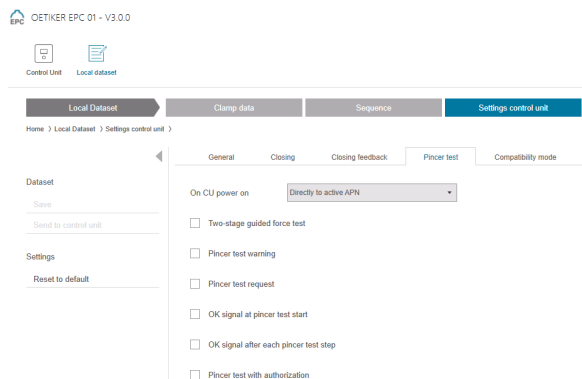 EPC OETIKER EPC 01 - V3.0.0
Control Unit Local dataset
Local Dataset Clamp data Sequence Settings control unit
Home > Local Dataset > Settings control unit >
General Closing Closing feedback Pincer test Compatibility mode
Dataset
Save
Send to control unit
Settings
Reset to default
On CU power on Directly to active APN
Two-stage guided force test
Pincer test warning
Pincer test request
OK signal at pincer test start
OK signal after each pincer test step
Pincer test with authorization